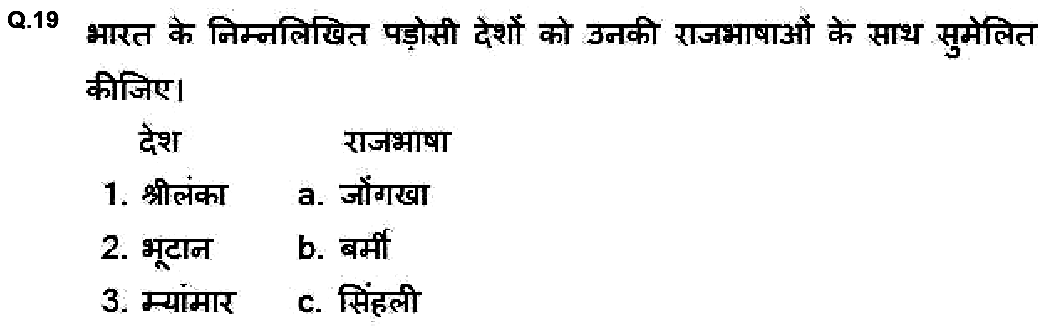 Q.19 भारत के निम्नलिखित पड़ोसी देशों को उनकी राजभाषाओं के साथ सुमेलित
कीजिए।
देश राजभाषा
1. श्रीलंका a. जोंगखा
2. भूटान b. बर्मी
3. म्यांमार c. सिंहली